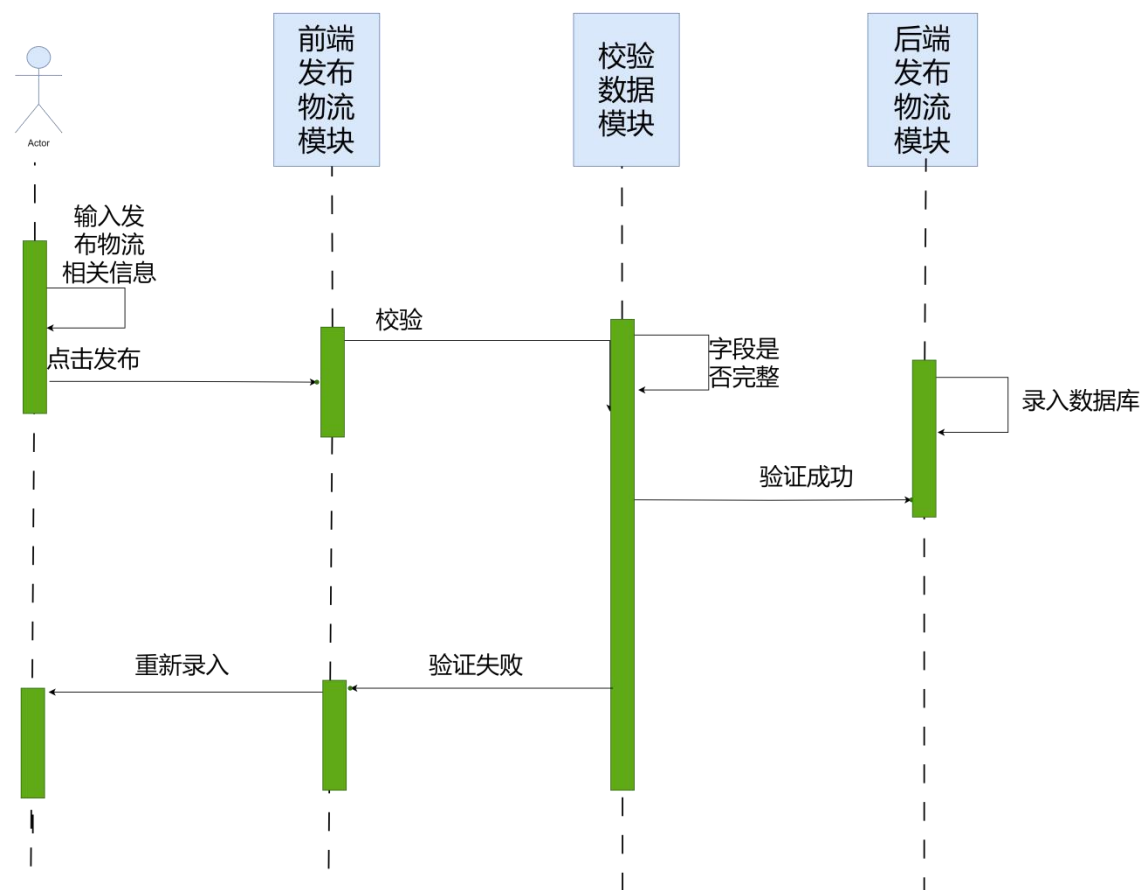 前端
发布
物流
模块
校验
数据
模块
后端
发布
物流
模块
Actor
输入发
布物流
相关信息
校验
点击发布
字段是
否完整
录入数据库
验证成功
重新录入
验证失败